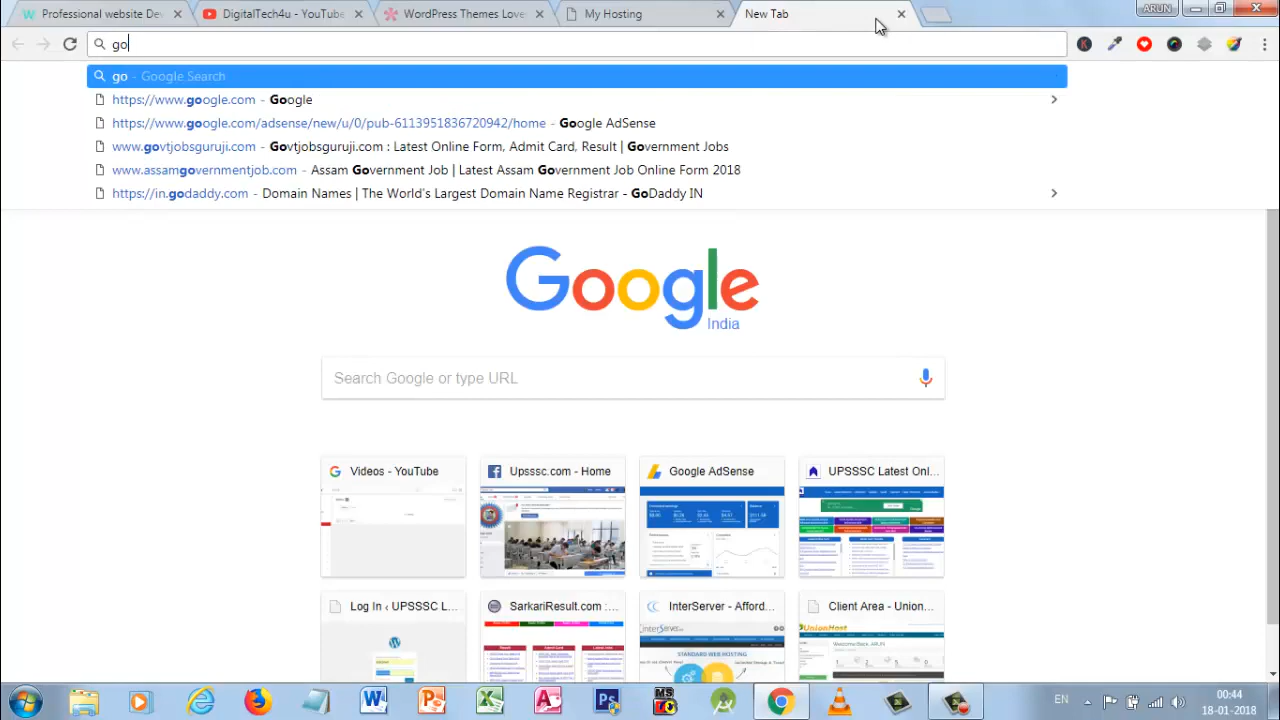 Professional website De
DigitalTech4u - YouTube
WordPress Themes Love
My Hosting
New Tab
ARUN
go
go - Google Search
https://www.google.com - Google
https://www.google.com/adsense/new/u/0/pub-6113951836720942/home - Google AdSense
www.govtjobsguruji.com - Govtjobsguruji.com : Latest Online Form, Admit Card, Result | Government Jobs
www.assamgovernmentjob.com - Assam Government Job | Latest Assam Government Job Online Form 2018
https://in.godaddy.com - Domain Names | The World's Largest Domain Name Registrar - GoDaddy IN
Google
India
Search Google or type URL
Videos - YouTube
Upsssc.com - Home
Google AdSense
UPSSSC Latest Onl...
Log In ‹ UPSSSC L...
SarkariResult.com :...
InterServer - Afford...
Client Area - Union...
InterServer
STANDARD WEB HOSTING
UnionHost
EN
00:44
18-01-2018